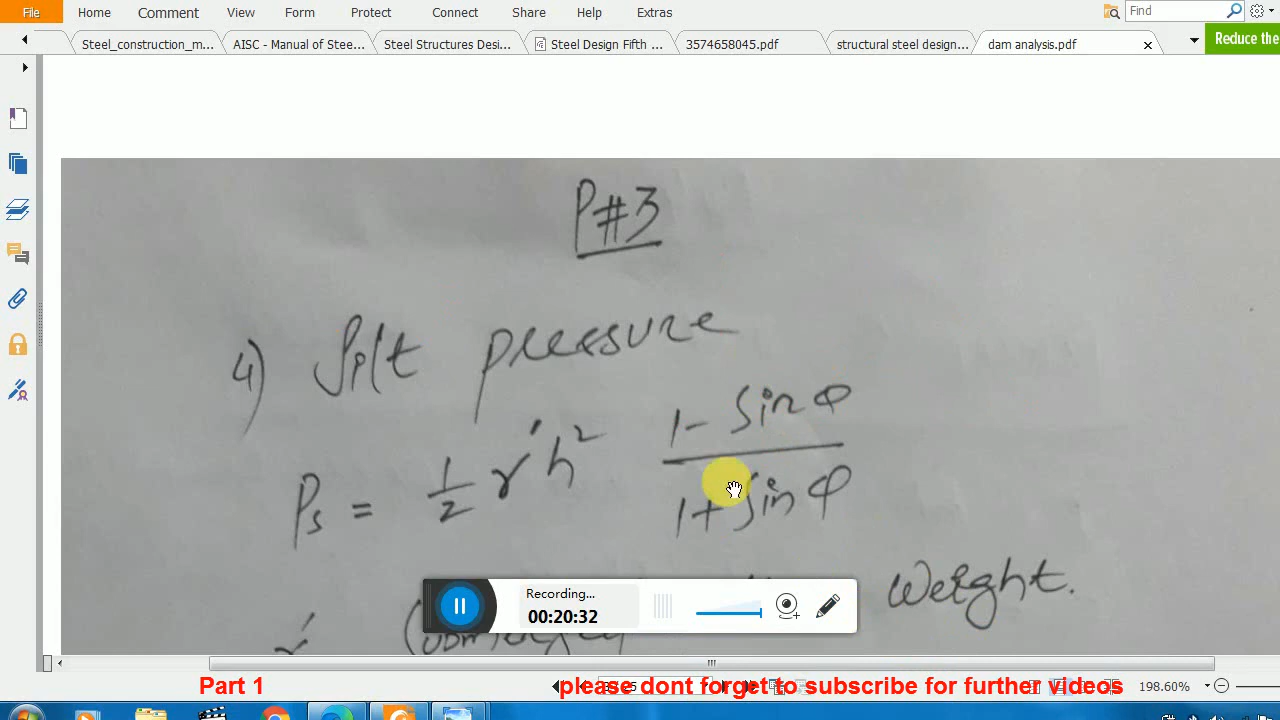 File Home Comment View Form Protect Connect Share Help Extras Find
Steel_construction_m... AISC - Manual of Stee... Steel Structures Desi... Steel Design Fifth ... 3574658045.pdf structural steel design... dam analysis.pdf × Reduce the
P#3
4) Silt pressure
Ps = 1/2 γ' h² (1 - Sin φ)/(1 + Sin φ)
Recording...
00:20:32
weight.
γ'
Part 1 please dont forget to subscribe for further videos 198.60%